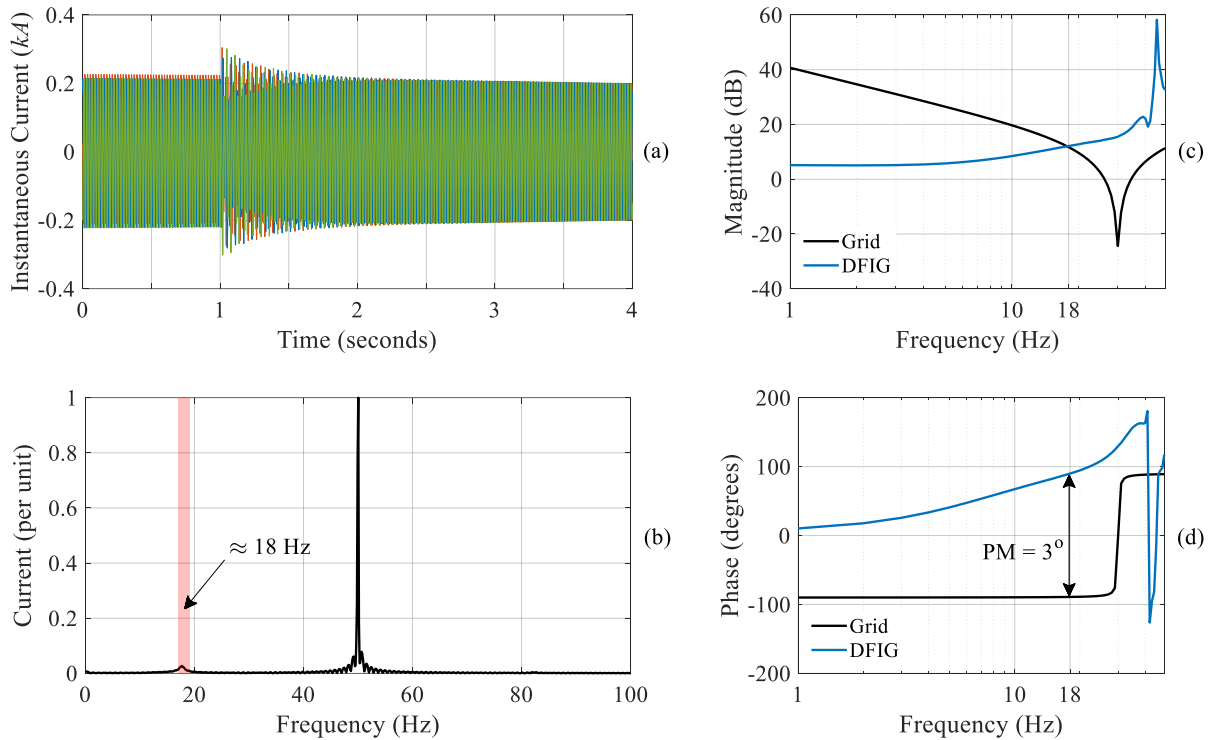 Instantaneous Current (kA)
0.4
0.2
0
-0.2
-0.4
0
1
2
3
4
Time (seconds)
(a)
Magnitude (dB)
60
40
20
0
-20
-40
Grid
DFIG
1
10
18
Frequency (Hz)
(c)
Current (per unit)
1
0.8
0.6
0.4
0.2
0
≈ 18 Hz
0
20
40
60
80
100
Frequency (Hz)
(b)
Phase (degrees)
200
100
0
-100
-200
PM = 3°
Grid
DFIG
1
10
18
Frequency (Hz)
(d)